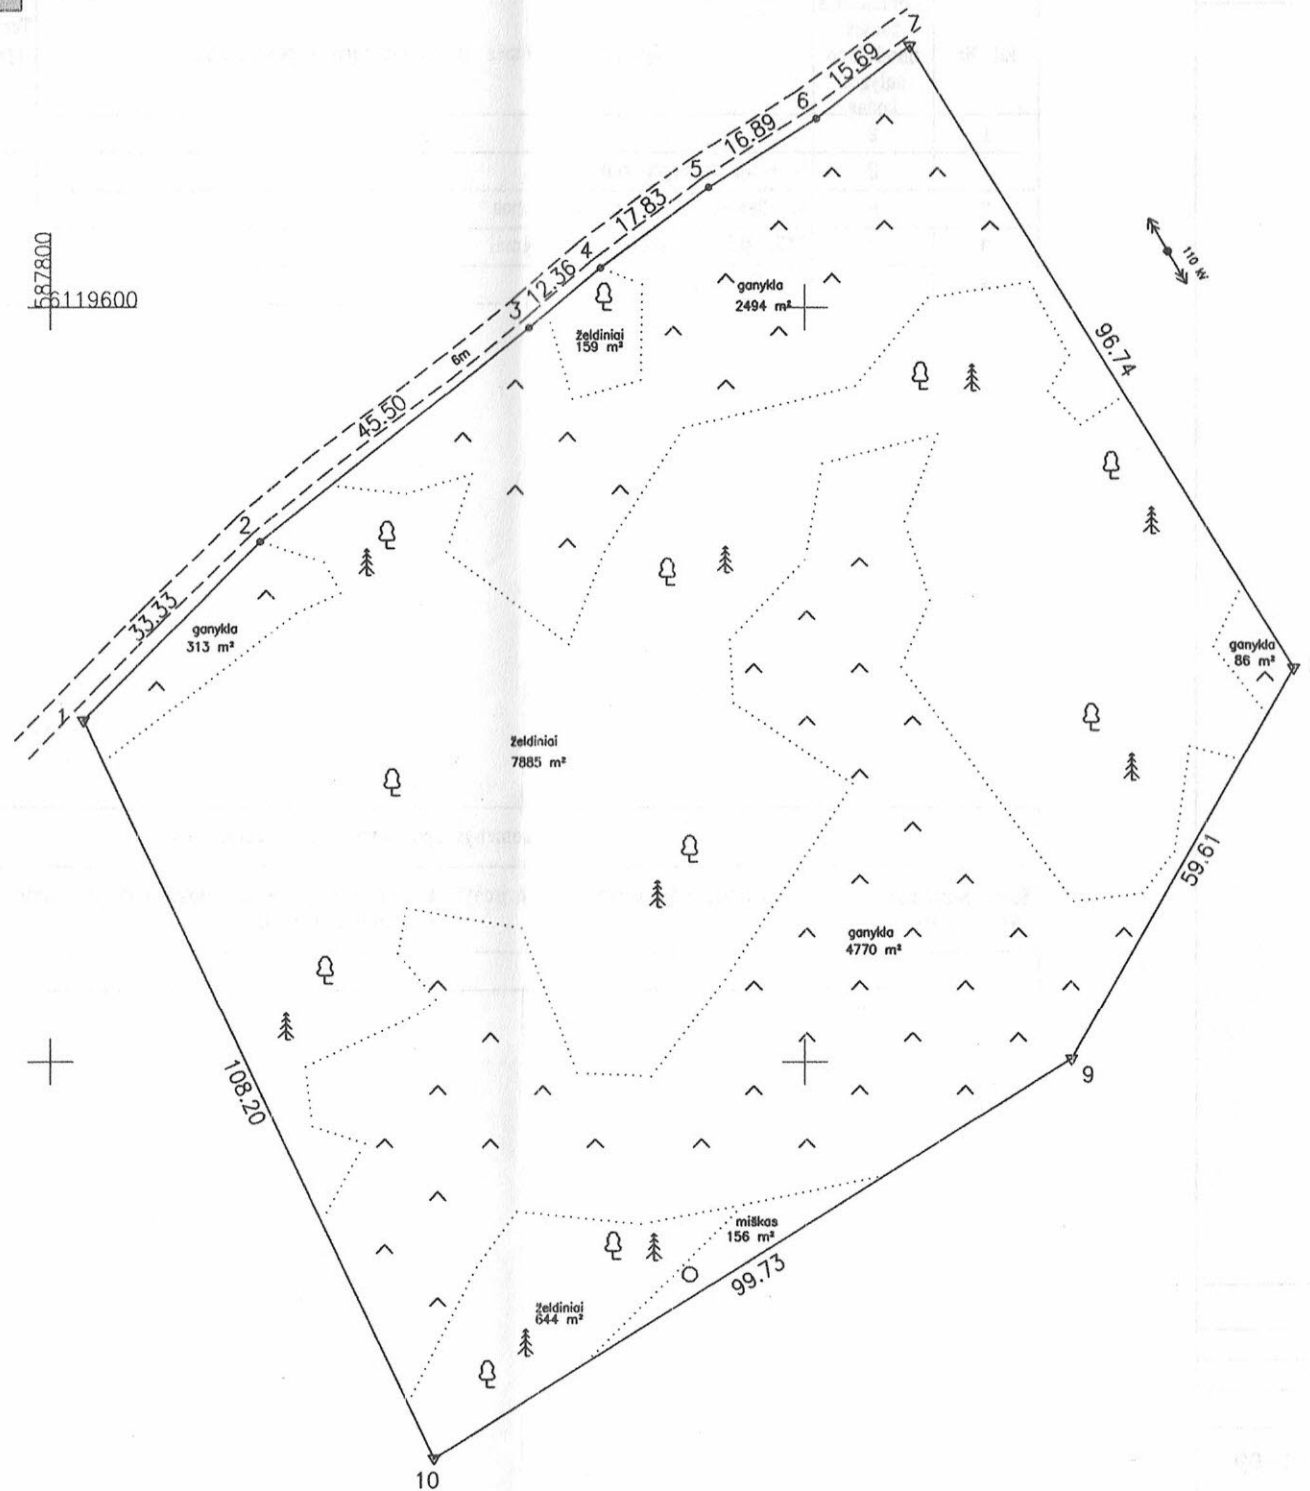 7
15.69
6
16.89
5
17.83
4
12.36
3
6m
45.50
2
33.33
1
587800
6119600
110 kV
ganykla
2494 m²
želdiniai
159 m²
96.74
ganykla
313 m²
ganykla
86 m²
želdiniai
7885 m²
59.61
ganykla
4770 m²
108.20
9
miškas
156 m²
99.73
želdiniai
644 m²
10